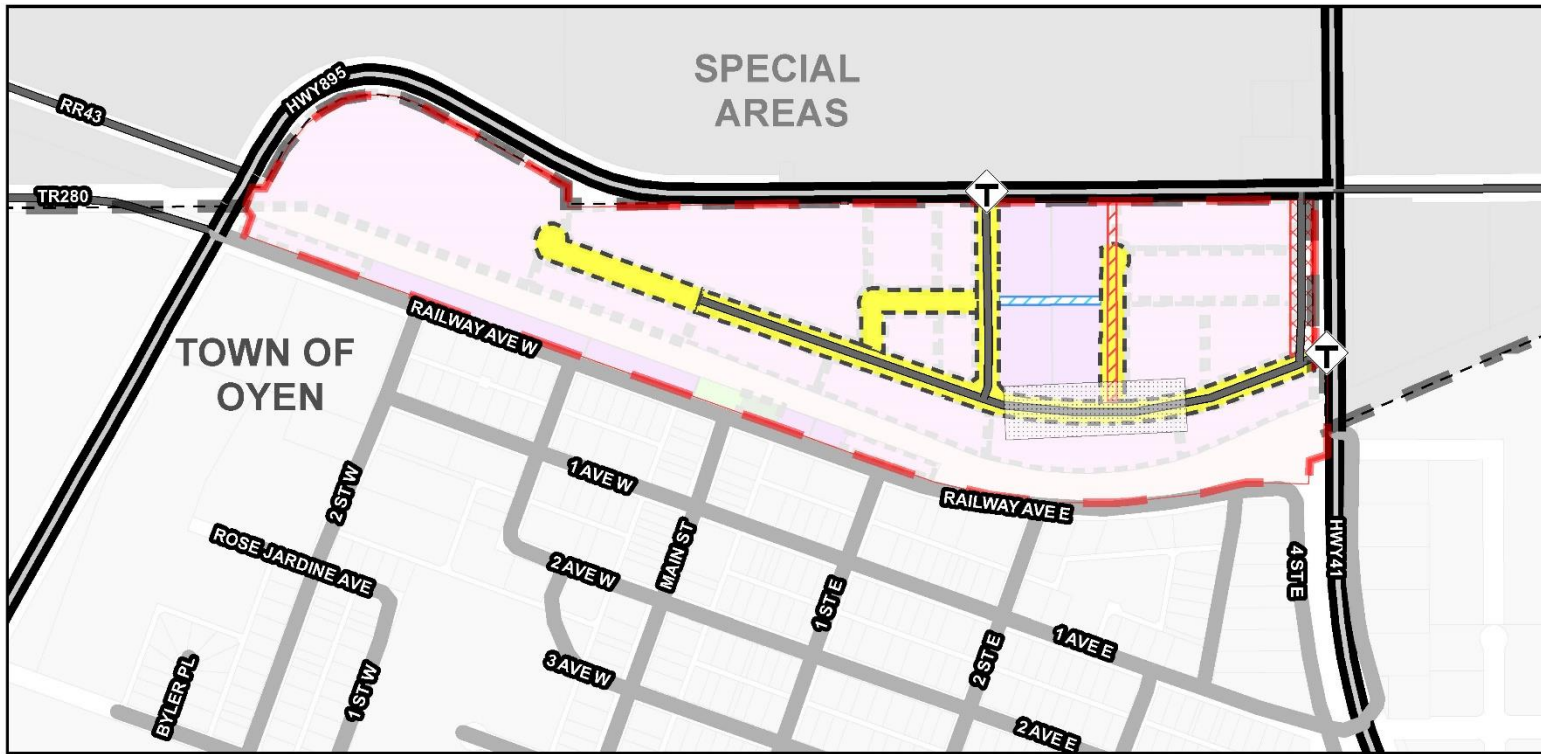 SPECIAL
AREAS
HWY895
RR43
TR280
T
T
TOWN OF
OYEN
RAILWAY AVE W
RAILWAY AVE E
1 AVE W
2 ST W
MAIN ST
ROSE JARDINE AVE
2 AVE W
1 ST E
4 ST E
HWY41
2 ST E
1 AVE E
3 AVE W
BYLER PL
1 ST W
2 AVE E